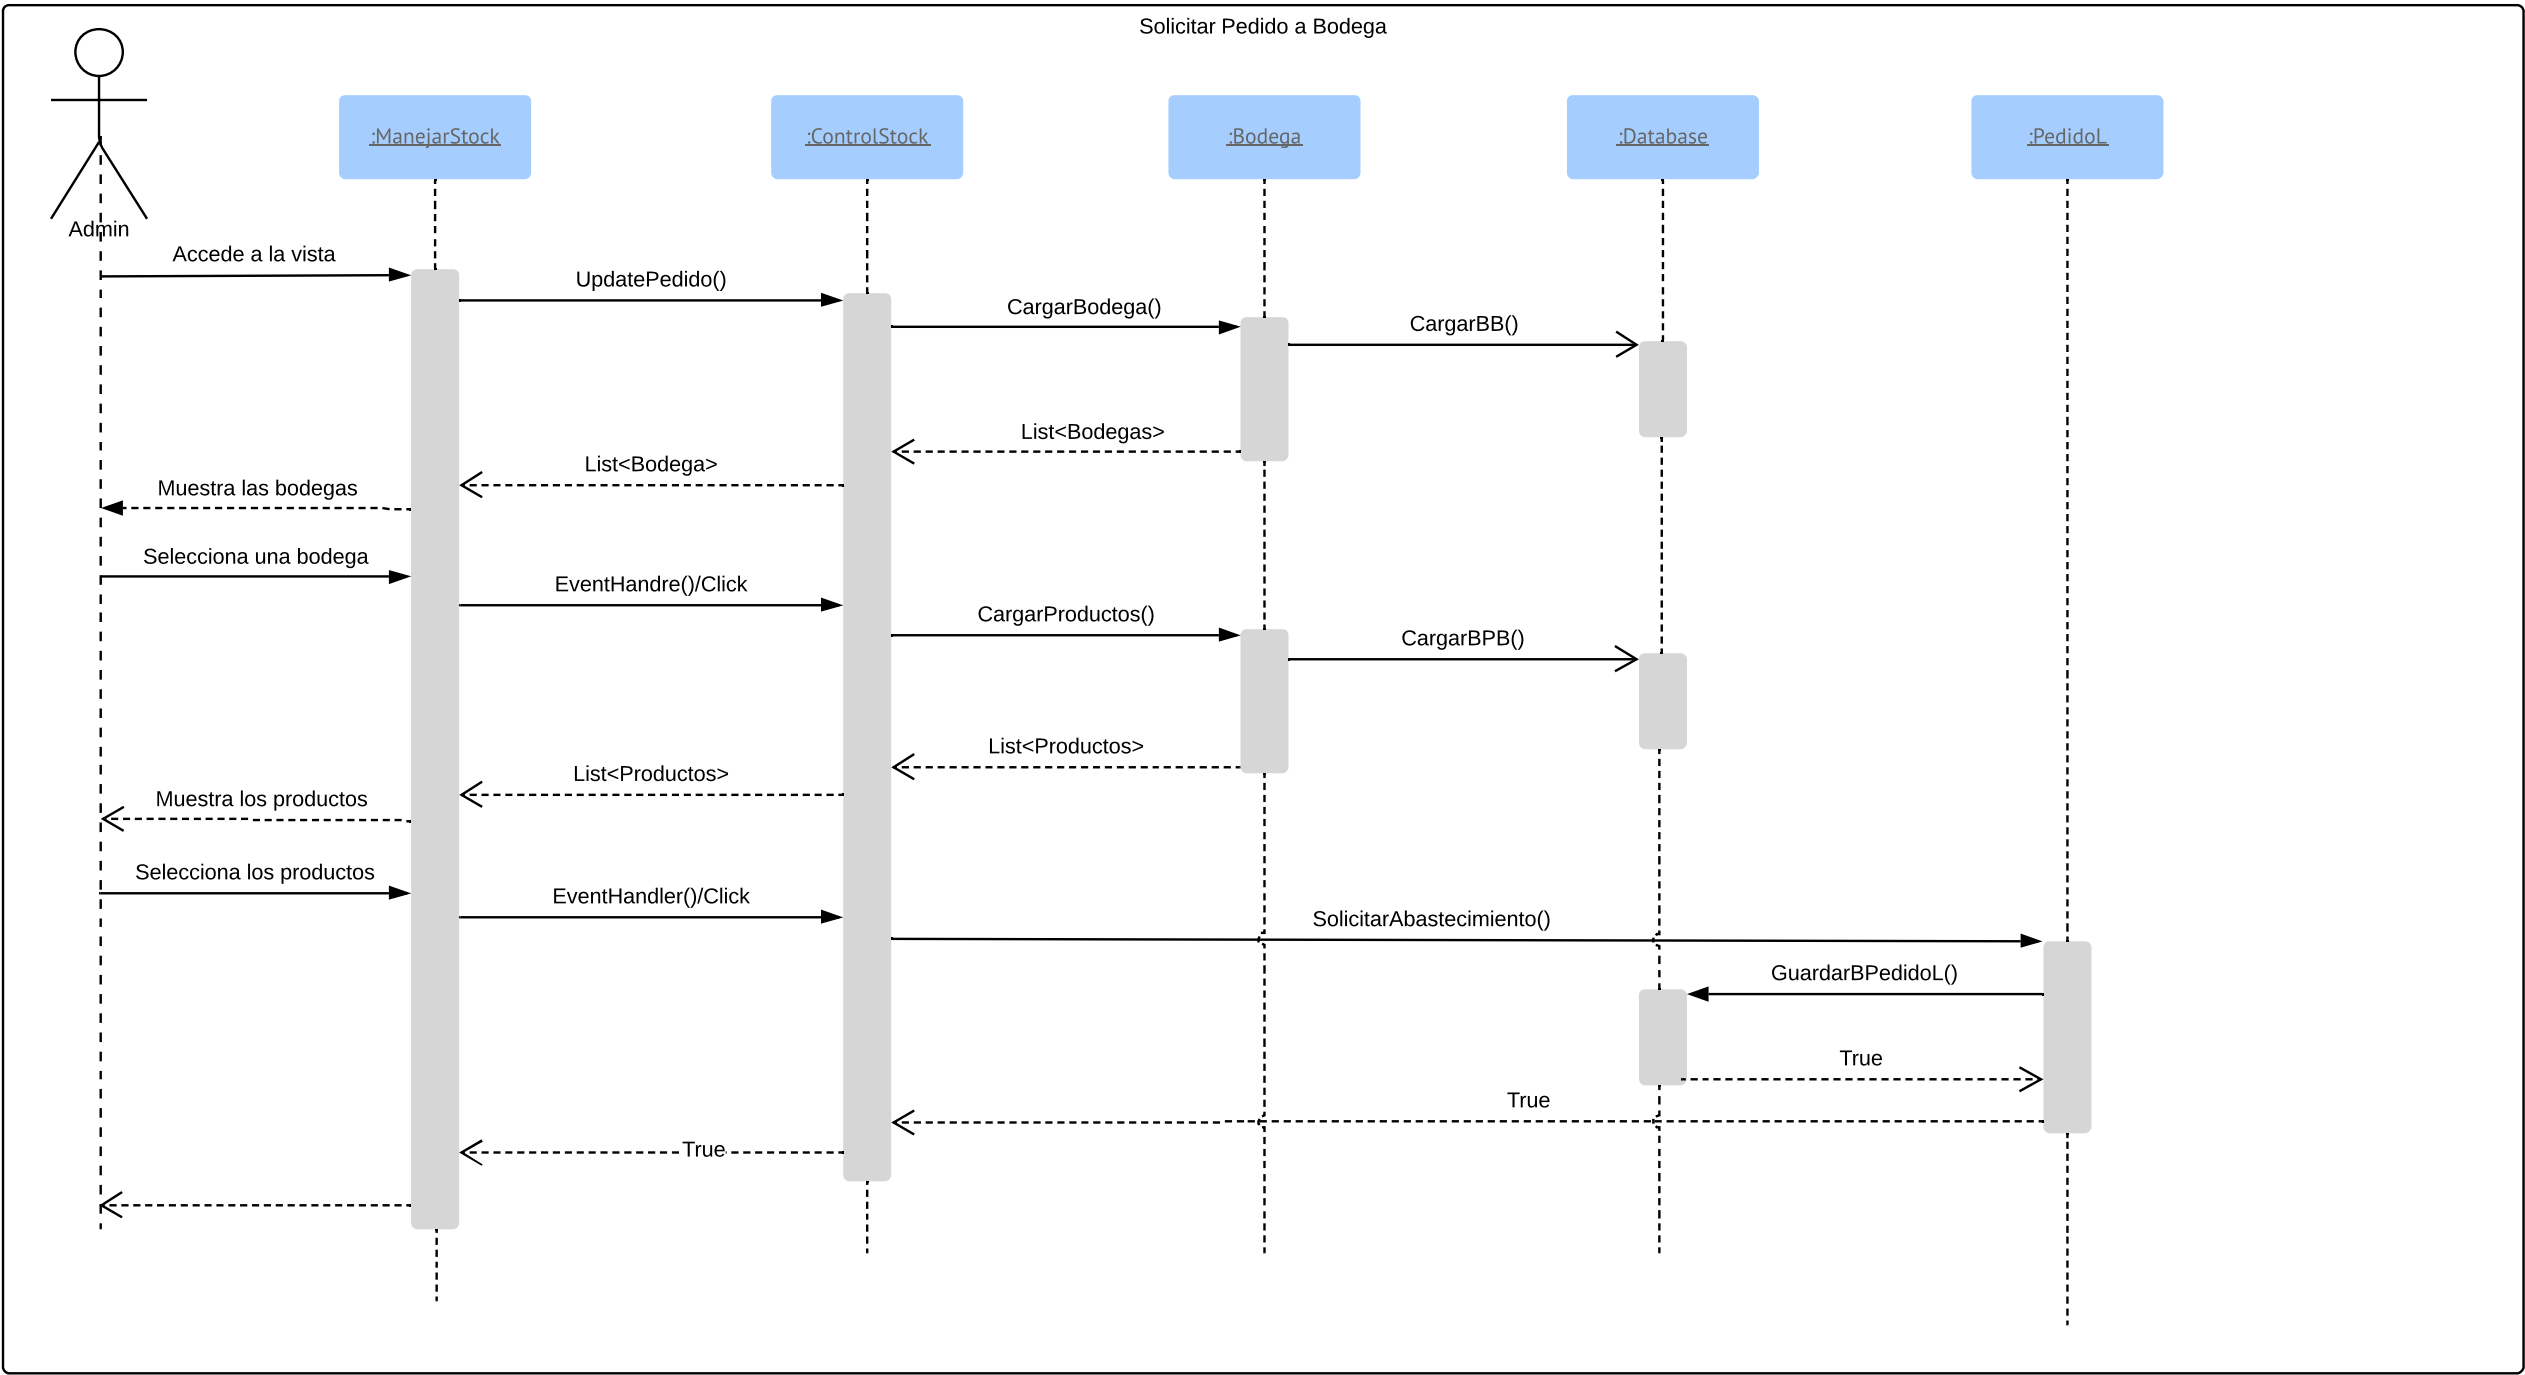 Solicitar Pedido a Bodega
:ManejarStock
:ControlStock
:Bodega
:Database
:PedidoL
Admin
Accede a la vista
UpdatePedido()
CargarBodega()
CargarBB()
List<Bodegas>
List<Bodega>
Muestra las bodegas
Selecciona una bodega
EventHandre()/Click
CargarProductos()
CargarBPB()
List<Productos>
List<Productos>
Muestra los productos
Selecciona los productos
EventHandler()/Click
SolicitarAbastecimiento()
GuardarBPedidoL()
True
True
True